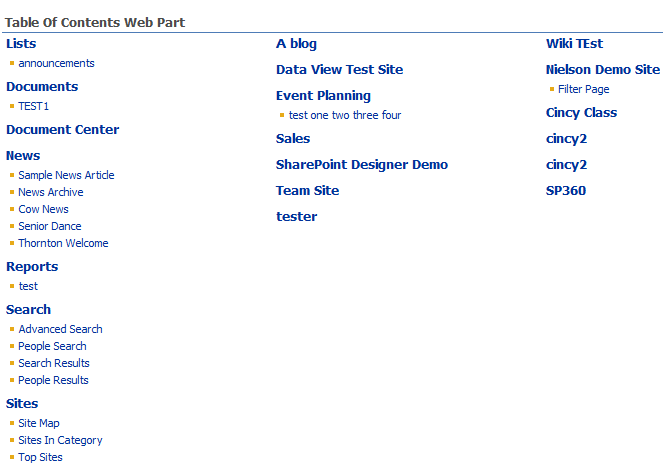 Table Of Contents Web Part
Lists
announcements
Documents
TEST1
Document Center
News
Sample News Article
News Archive
Cow News
Senior Dance
Thornton Welcome
Reports
test
Search
Advanced Search
People Search
Search Results
People Results
Sites
Site Map
Sites In Category
Top Sites
A blog
Data View Test Site
Event Planning
test one two three four
Sales
SharePoint Designer Demo
Team Site
tester
Wiki TEst
Nielson Demo Site
Filter Page
Cincy Class
cincy2
cincy2
SP360